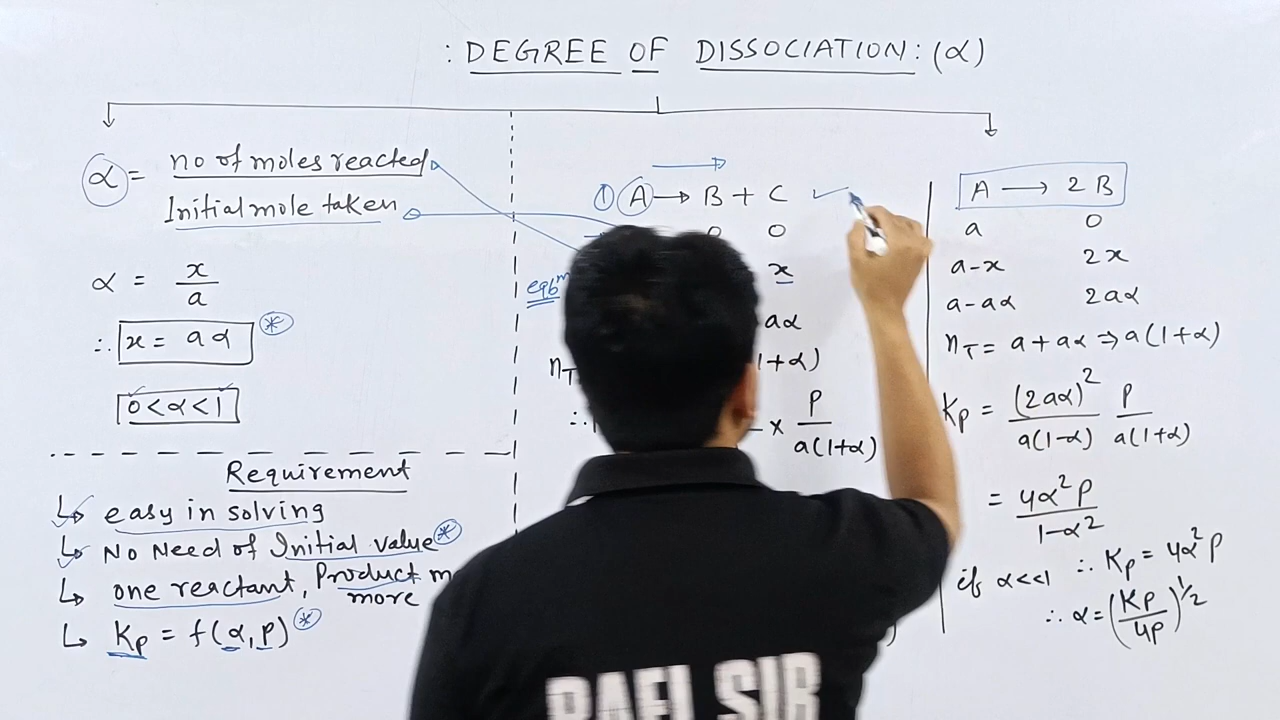 : DEGREE OF DISSOCIATION: (α)
α = no of moles reacted
Initial mole taken
α = x
a
∴ x = aα *
0 < α < 1
Requirement
↳ easy in solving
↳ No Need of Initial value *
↳ one reactant, Product
more
↳ Kp = f(α, P) *
① A → B + C
0 0
eqbm x
aα
nT 1+α)
∴ × P
a(1+α)
A → 2B
a 0
a-x 2x
a-aα 2aα
nT = a + aα ⇒ a(1+α)
Kp = (2aα)² P
a(1-α) a(1+α)
= 4α²P
1-α²
if α<<1 ∴ Kp = 4α²P
∴ α = (Kp/4P)^1/2
RAFI SIR